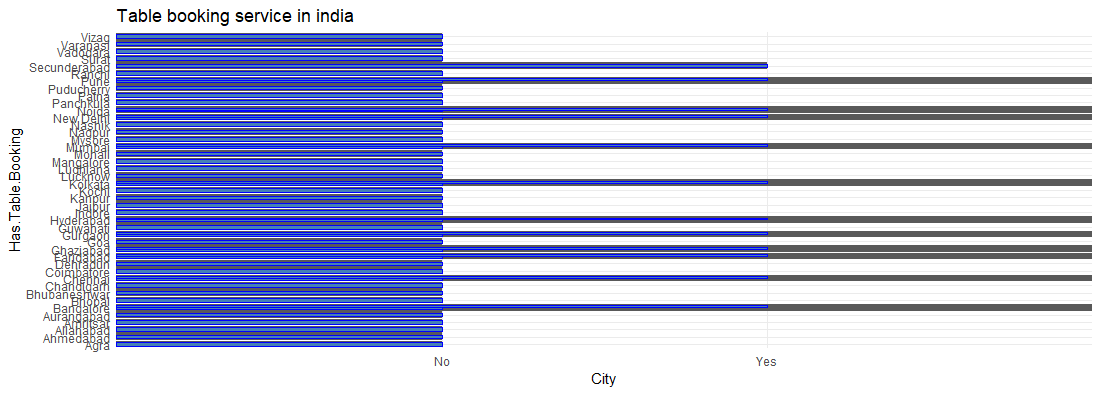 Table booking service in india
Vizag
Varanasi
Vadodara
Surat
Secunderabad
Ranchi
Pune
Puducherry
Patna
Panchkula
Noida
New Delhi
Nashik
Nagpur
Mysore
Mumbai
Mohali
Mangalore
Ludhiana
Lucknow
Kolkata
Kochi
Kanpur
Jaipur
Indore
Hyderabad
Guwahati
Gurgaon
Goa
Ghaziabad
Faridabad
Dehradun
Coimbatore
Chennai
Chandigarh
Bhubaneshwar
Bhopal
Bangalore
Aurangabad
Amritsar
Allahabad
Ahmedabad
Agra
Has.Table.Booking
No Yes
City